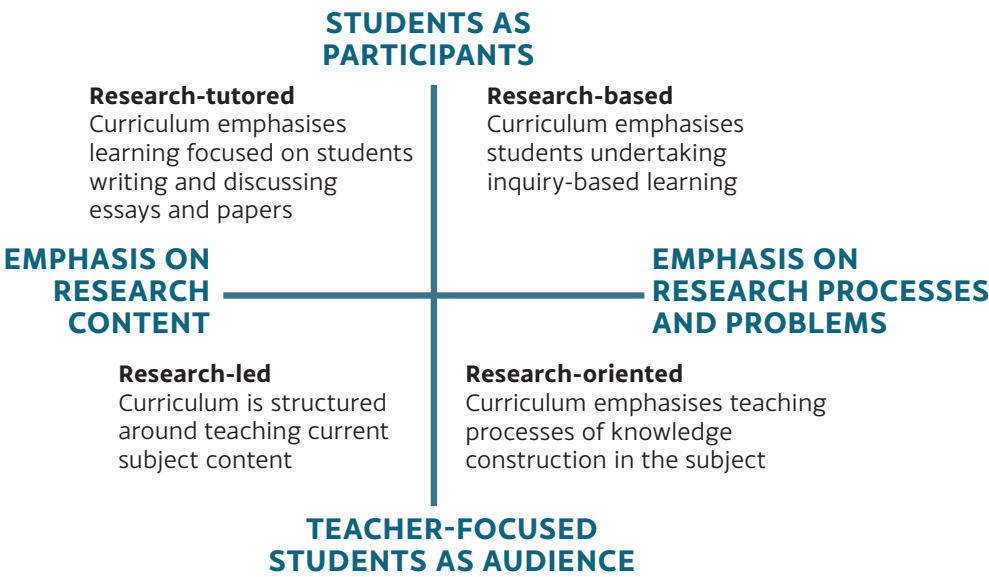 STUDENTS AS
PARTICIPANTS
Research-tutored
Curriculum emphasises
learning focused on students
writing and discussing
essays and papers
Research-based
Curriculum emphasises
students undertaking
inquiry-based learning
EMPHASIS ON
RESEARCH
CONTENT
EMPHASIS ON
RESEARCH PROCESSES
AND PROBLEMS
Research-led
Curriculum is structured
around teaching current
subject content
Research-oriented
Curriculum emphasises teaching
processes of knowledge
construction in the subject
TEACHER-FOCUSED
STUDENTS AS AUDIENCE